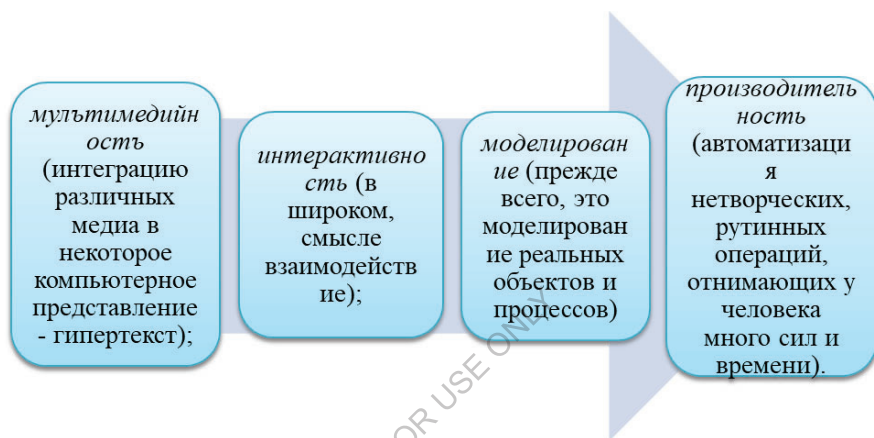 мультимедийн
ость
(интеграцию
различных
медиа в
некоторое
компьютерное
представление
- гипертекст);
интерактивно
сть (в
широком,
смысле
взаимодейств
ие);
моделирован
ие (прежде
всего, это
моделирован
ие реальных
объектов и
процессов)
производитель
ность
(автоматизаци
я
нетворческих,
рутинных
операций,
отнимающих у
человека
много сил и
времени).
OR USE ONLY